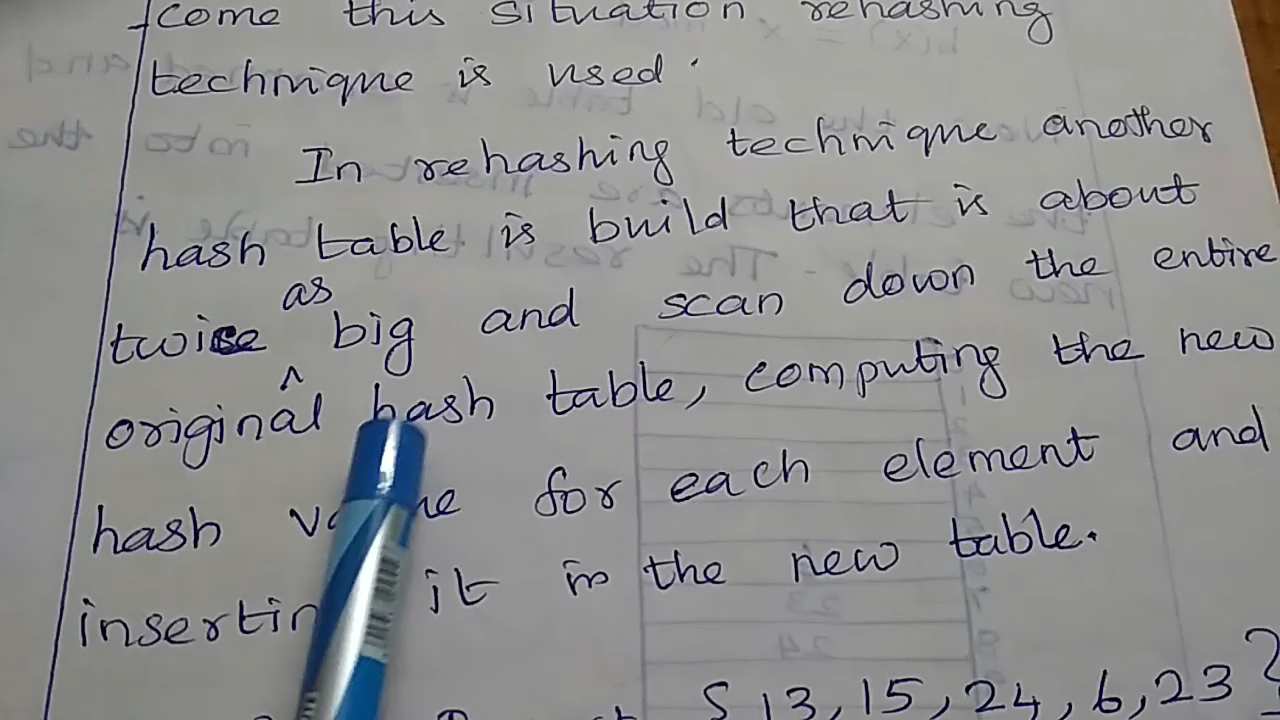 come this situation rehashing
technique is used.
In rehashing technique another
hash table is build that is about
twice as big and scan down the entire
original hash table, computing the new
hash for each element and
it in the new table.
{ 13, 15, 24, 6, 23 }